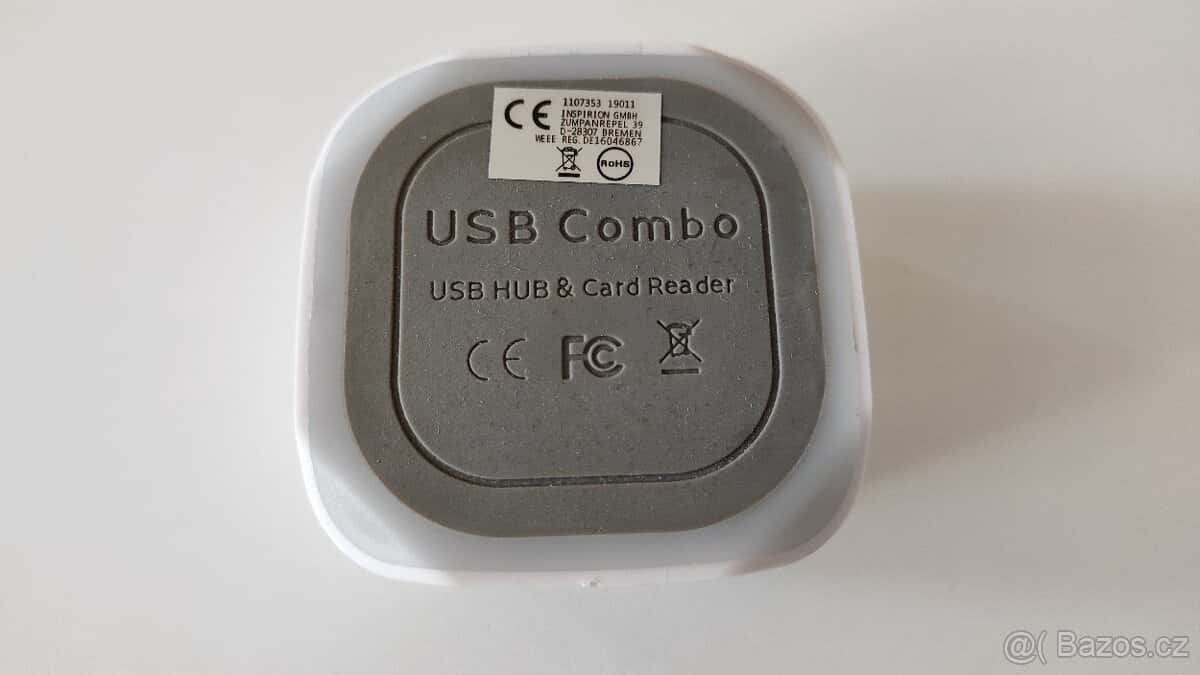 CE 1107353 19011
INSPIRION GMBH
ZUMPANREPEL 39
D-28307 BREMEN
WEEE REG. DE16046867
RoHS
USB Combo
USB HUB & Card Reader
CE FC
@( Bazos.cz